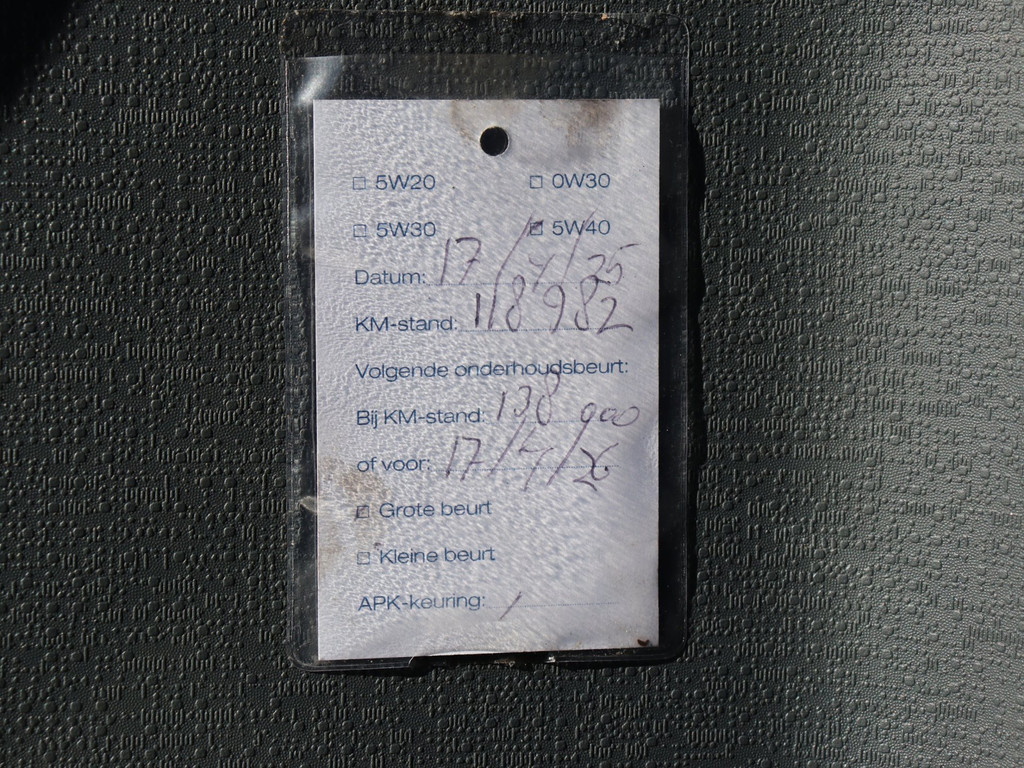 ☐ 5W20 ☐ 0W30
☐ 5W30 ☒ 5W40
Datum: 17/4/25
KM-stand: 118982
Volgende onderhoudsbeurt:
Bij KM-stand: 138 900
of voor: 17/4/26
☒ Grote beurt
☐ Kleine beurt
APK-keuring: /